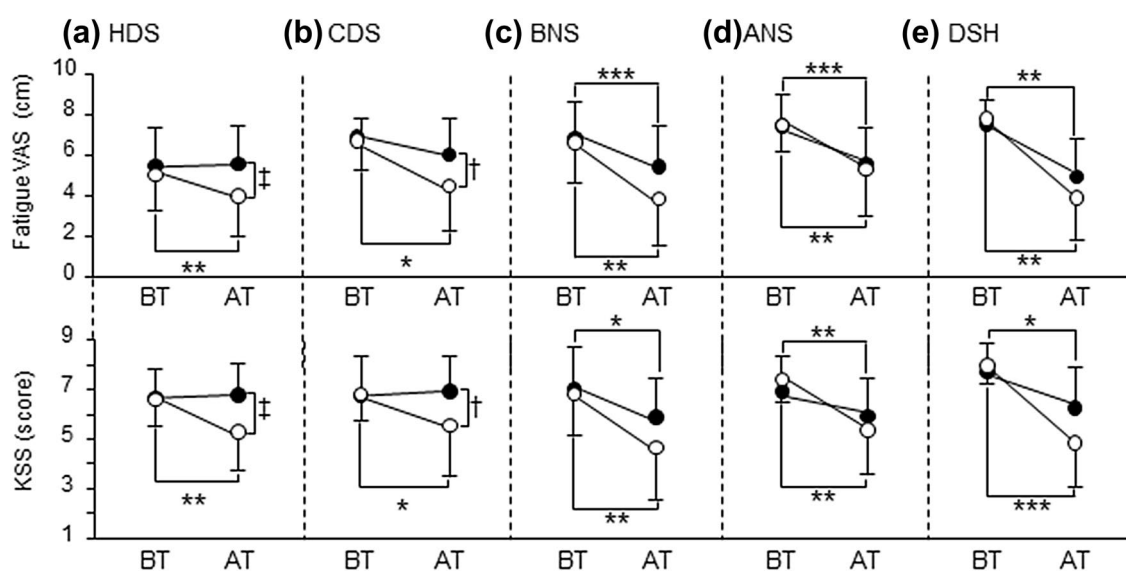 (a) HDS (b) CDS (c) BNS (d) ANS (e) DSH
Fatigue VAS (cm)
10
8
6
4
2
0
*** *** **
‡ †
** * ** ** **
BT AT BT AT BT AT BT AT BT AT
KSS (score)
9
7
5
3
1
* ** *
‡ †
** * ** ** ***
BT AT BT AT BT AT BT AT BT AT